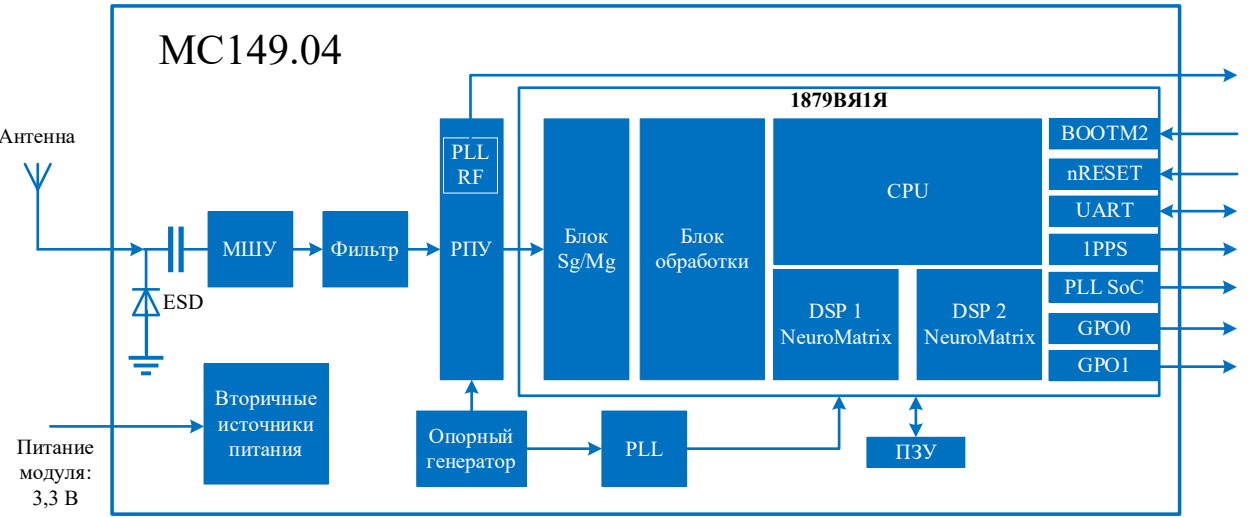 МС149.04
1879ВЯ1Я
Антенна
BOOTM2
PLL
RF
nRESET
CPU
UART
МШУ
Фильтр
РПУ
Блок
Sg/Mg
Блок
обработки
1PPS
PLL SoC
ESD
DSP 1
NeuroMatrix
DSP 2
NeuroMatrix
GPO0
GPO1
Вторичные
источники
питания
Опорный
генератор
PLL
ПЗУ
Питание
модуля:
3,3 В